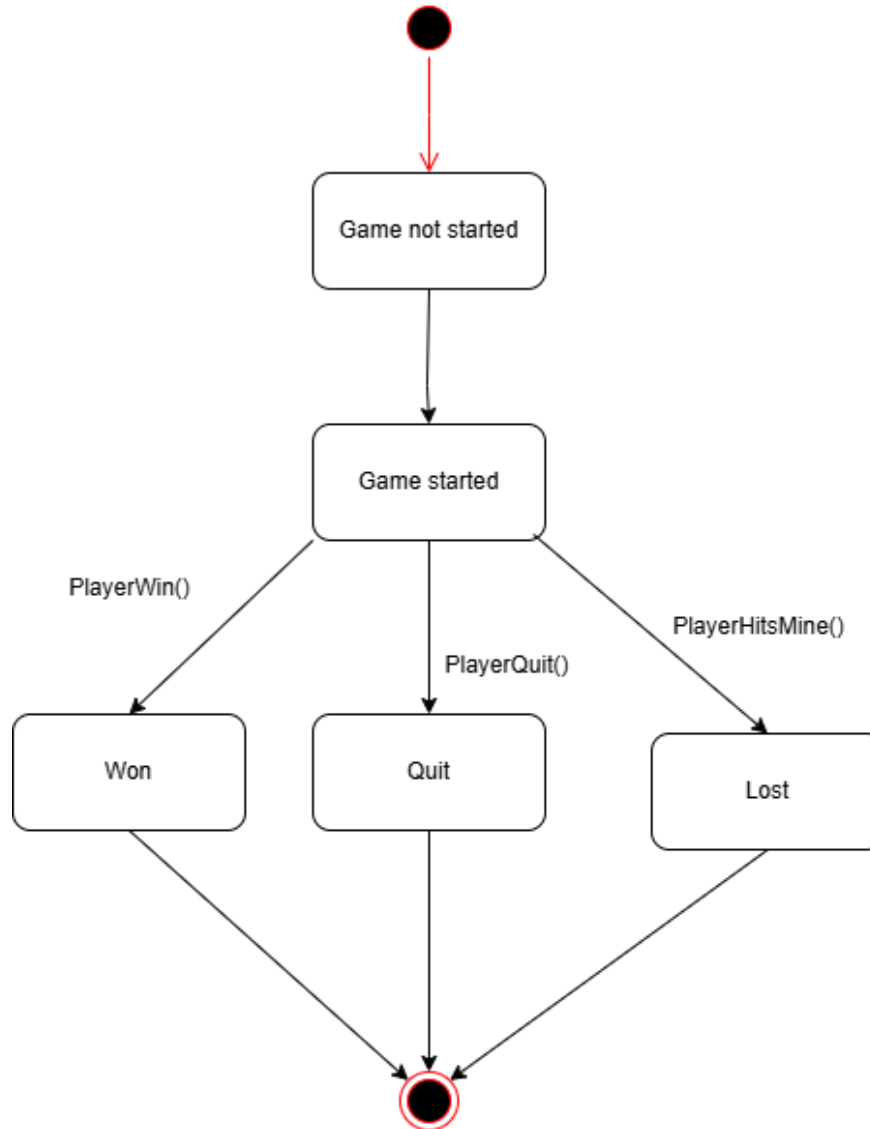 Game not started
Game started
PlayerWin()
PlayerHitsMine()
PlayerQuit()
Won
Quit
Lost